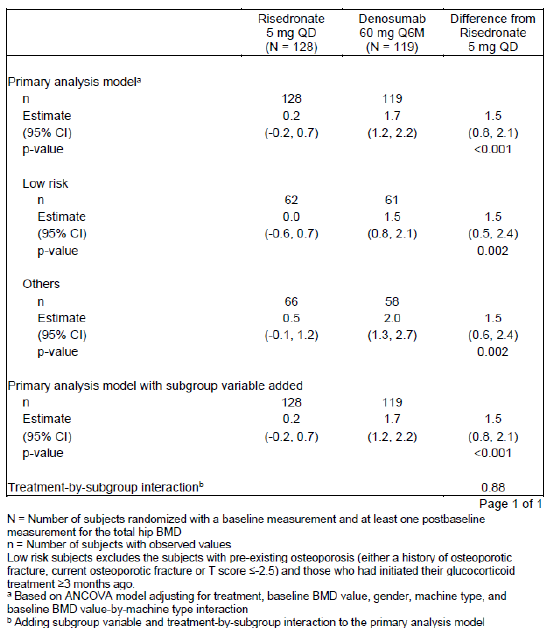 Risedronate Denosumab Difference from
5 mg QD 60 mg Q6M Risedronate
(N = 128) (N = 119) 5 mg QD
Primary analysis modelᵃ
n 128 119
Estimate 0.2 1.7 1.5
(95% CI) (-0.2, 0.7) (1.2, 2.2) (0.8, 2.1)
p-value <0.001
Low risk
n 62 61
Estimate 0.0 1.5 1.5
(95% CI) (-0.6, 0.7) (0.8, 2.1) (0.5, 2.4)
p-value 0.002
Others
n 66 58
Estimate 0.5 2.0 1.5
(95% CI) (-0.1, 1.2) (1.3, 2.7) (0.6, 2.4)
p-value 0.002
Primary analysis model with subgroup variable added
n 128 119
Estimate 0.2 1.7 1.5
(95% CI) (-0.2, 0.7) (1.2, 2.2) (0.8, 2.1)
p-value <0.001
Treatment-by-subgroup interactionᵇ 0.88
Page 1 of 1
N = Number of subjects randomized with a baseline measurement and at least one postbaseline
measurement for the total hip BMD
n = Number of subjects with observed values
Low risk subjects excludes the subjects with pre-existing osteoporosis (either a history of osteoporotic
fracture, current osteoporotic fracture or T score ≤-2.5) and those who had initiated their glucocorticoid
treatment ≥3 months ago.
ᵃ Based on ANCOVA model adjusting for treatment, baseline BMD value, gender, machine type, and
baseline BMD value-by-machine type interaction
ᵇ Adding subgroup variable and treatment-by-subgroup interaction to the primary analysis model